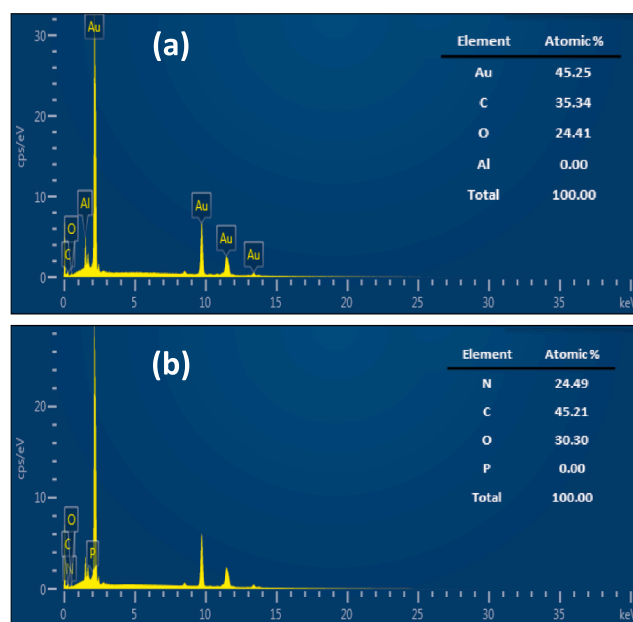 (a)
Element Atomic %
Au 45.25
C 35.34
O 24.41
Al 0.00
Total 100.00
cps/eV
30
20
10
0
Au
Al
O
C
Au
Au
Au
0 5 10 15 20 25 30 35 keV
(b)
Element Atomic %
N 24.49
C 45.21
O 30.30
P 0.00
Total 100.00
cps/eV
20
10
0
O
C
N
P
0 5 10 15 20 25 30 35 keV